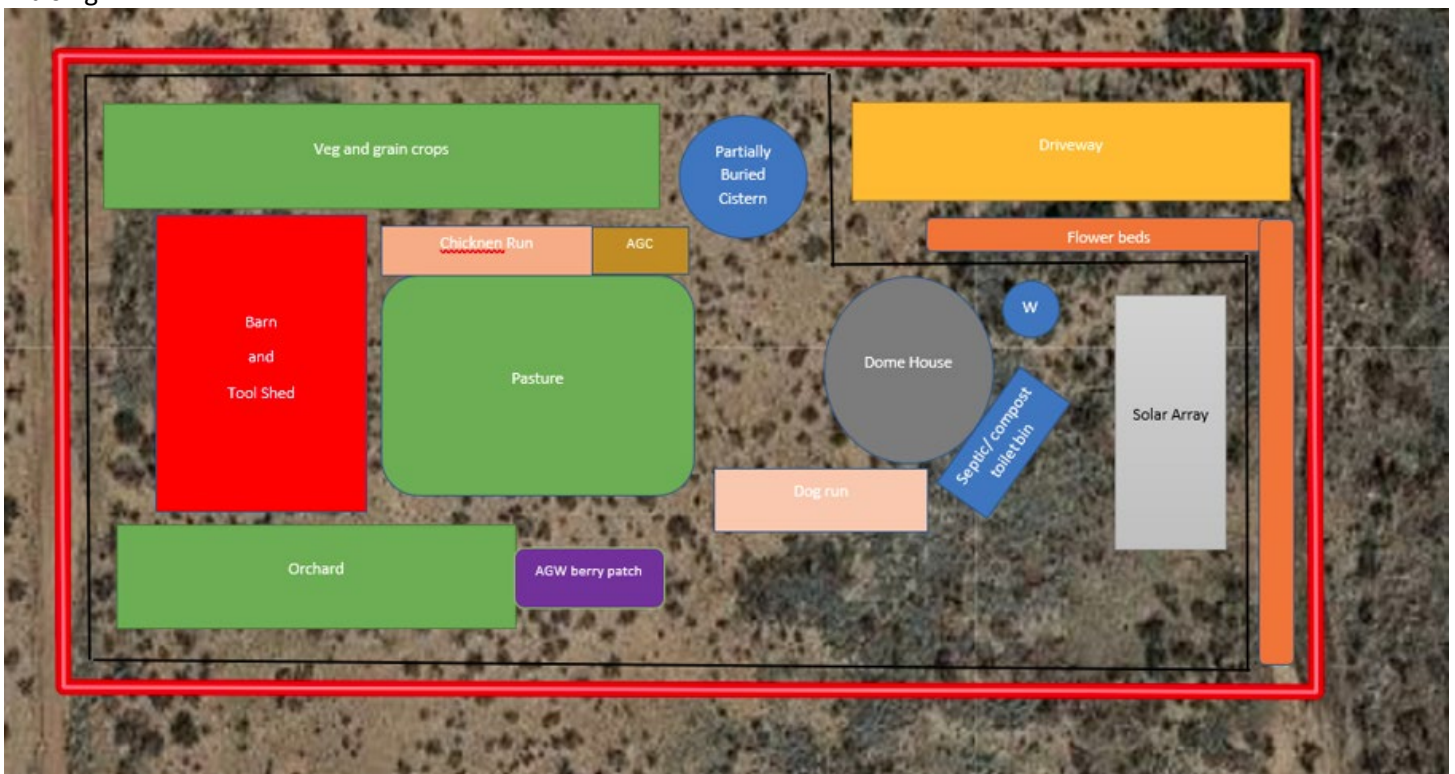 Veg and grain crops
Partially
Buried
Cistern
Driveway
Chicknen Run
AGC
Flower beds
Barn
and
Tool Shed
Pasture
Dome House
W
Septic/ compost
toilet bin
Solar Array
Dog run
Orchard
AGW berry patch